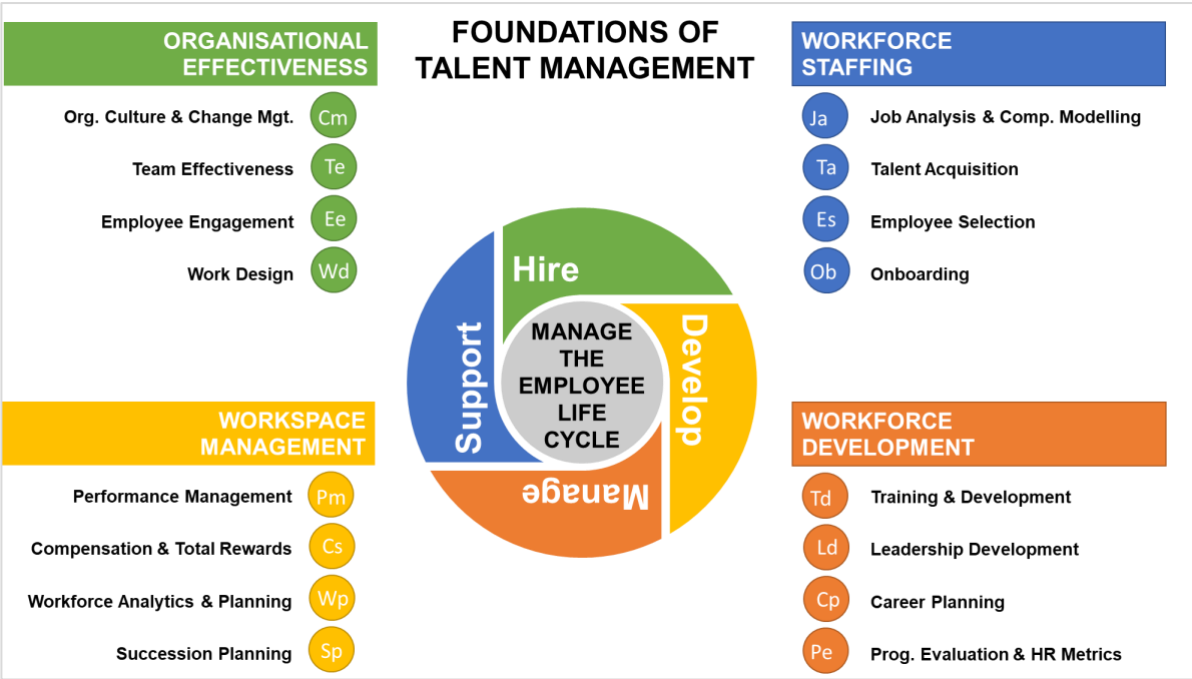 FOUNDATIONS OF
TALENT MANAGEMENT
ORGANISATIONAL
EFFECTIVENESS
Org. Culture & Change Mgt. Cm
Team Effectiveness Te
Employee Engagement Ee
Work Design Wd
WORKFORCE
STAFFING
Ja Job Analysis & Comp. Modelling
Ta Talent Acquisition
Es Employee Selection
Ob Onboarding
Hire
Develop
Manage
Support
MANAGE
THE
EMPLOYEE
LIFE
CYCLE
WORKSPACE
MANAGEMENT
Performance Management Pm
Compensation & Total Rewards Cs
Workforce Analytics & Planning Wp
Succession Planning Sp
WORKFORCE
DEVELOPMENT
Td Training & Development
Ld Leadership Development
Cp Career Planning
Pe Prog. Evaluation & HR Metrics